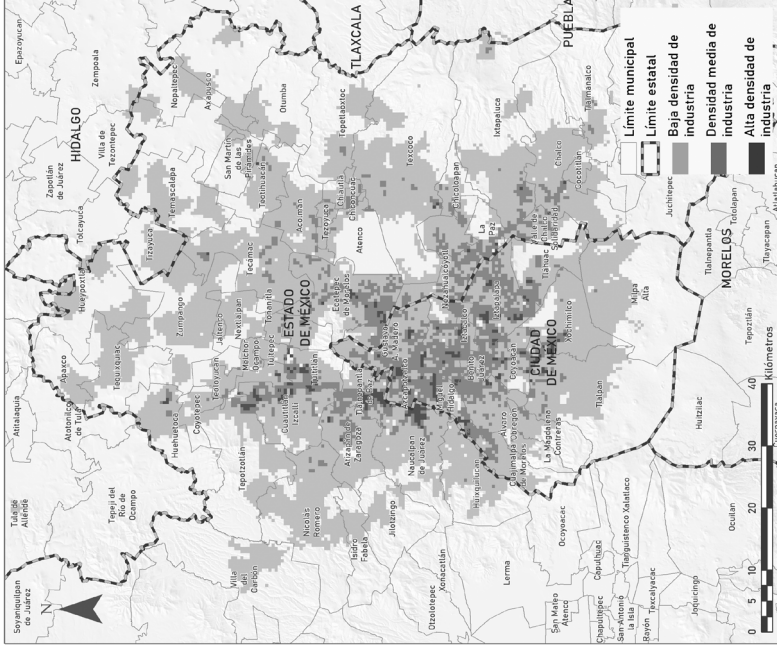 Límite municipal
Límite estatal
Baja densidad de
industria
Densidad media de
industria
Alta densidad de
industria
0
5
10
20
30
40
Kilómetros
N
HIDALGO
TLAXCALA
PUEBLA
MORELOS
ESTADO
DE MÉXICO
CIUDAD
DE MÉXICO
Epazoyucan
Zempoala
Zapotlán
de Juárez
Villa de
Tezontepec
Tolcayuca
Tizayuca
Hueypoxtla
Apaxco
Atitalaquia
Atotonilco
de Tula
Tula de
Allende
Tepeji del
Río de
Ocampo
Soyaniquilpan
de Juárez
Nopaltepec
Axapusco
Otumba
Temascalapa
San Martín
de las
Pirámides
Teotihuacán
Tequixquiac
Zumpango
Huehuetoca
Coyotepec
Jaltenco
Nextlalpan
Tonanitla
Tecámac
Acolman
Tezoyuca
Chiautla
Chiconcuac
Tepetlaoxtoc
Texcoco
Atenco
Teoloyucan
Melchor
Ocampo
Tultepec
Tultitlán
Cuautitlán
Izcalli
Tepotzotlán
Ecatepec
de Morelos
Villa
del
Carbón
Nicolás
Romero
Atizapán de
Zaragoza
Tlalnepantla
de Baz
Isidro
Fabela
Jilotzingo
Naucalpan
de Juárez
Gustavo
A. Madero
Azcapotzalco
Miguel
Hidalgo
Benito
Juárez
Iztacalco
Iztapalapa
Nezahualcóyotl
Chicoloapan
Ixtapaluca
La
Paz
Valle de
Chalco
Solidaridad
Chalco
Cocotitlán
Tlalmanalco
Tláhuac
Coyoacán
Álvaro
Obregón
Cuajimalpa
de Morelos
Huixquilucan
La Magdalena
Contreras
Tlalpan
Xochimilco
Milpa
Alta
Otzolotepec
Xonacatlán
Lerma
Ocoyoacac
San Mateo
Atenco
Capulhuac
Chapultepec
Tianguistenco
Xalatlaco
San Antonio
la Isla
Rayón
Texcalyacac
Joquicingo
Ocuilan
Huitzilac
Tepoztlán
Tlalnepantla
Totolapan
Tlayacapan
Juchitepec